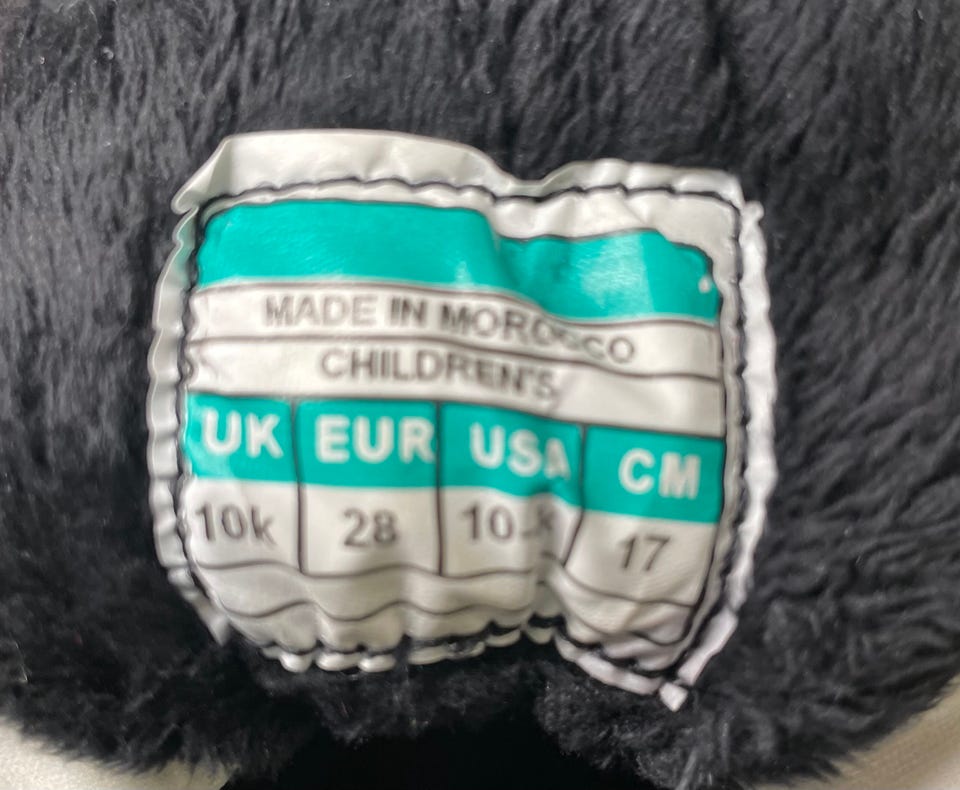 MADE IN MOROCCO
CHILDREN'S
UK EUR USA CM
10k 28 17